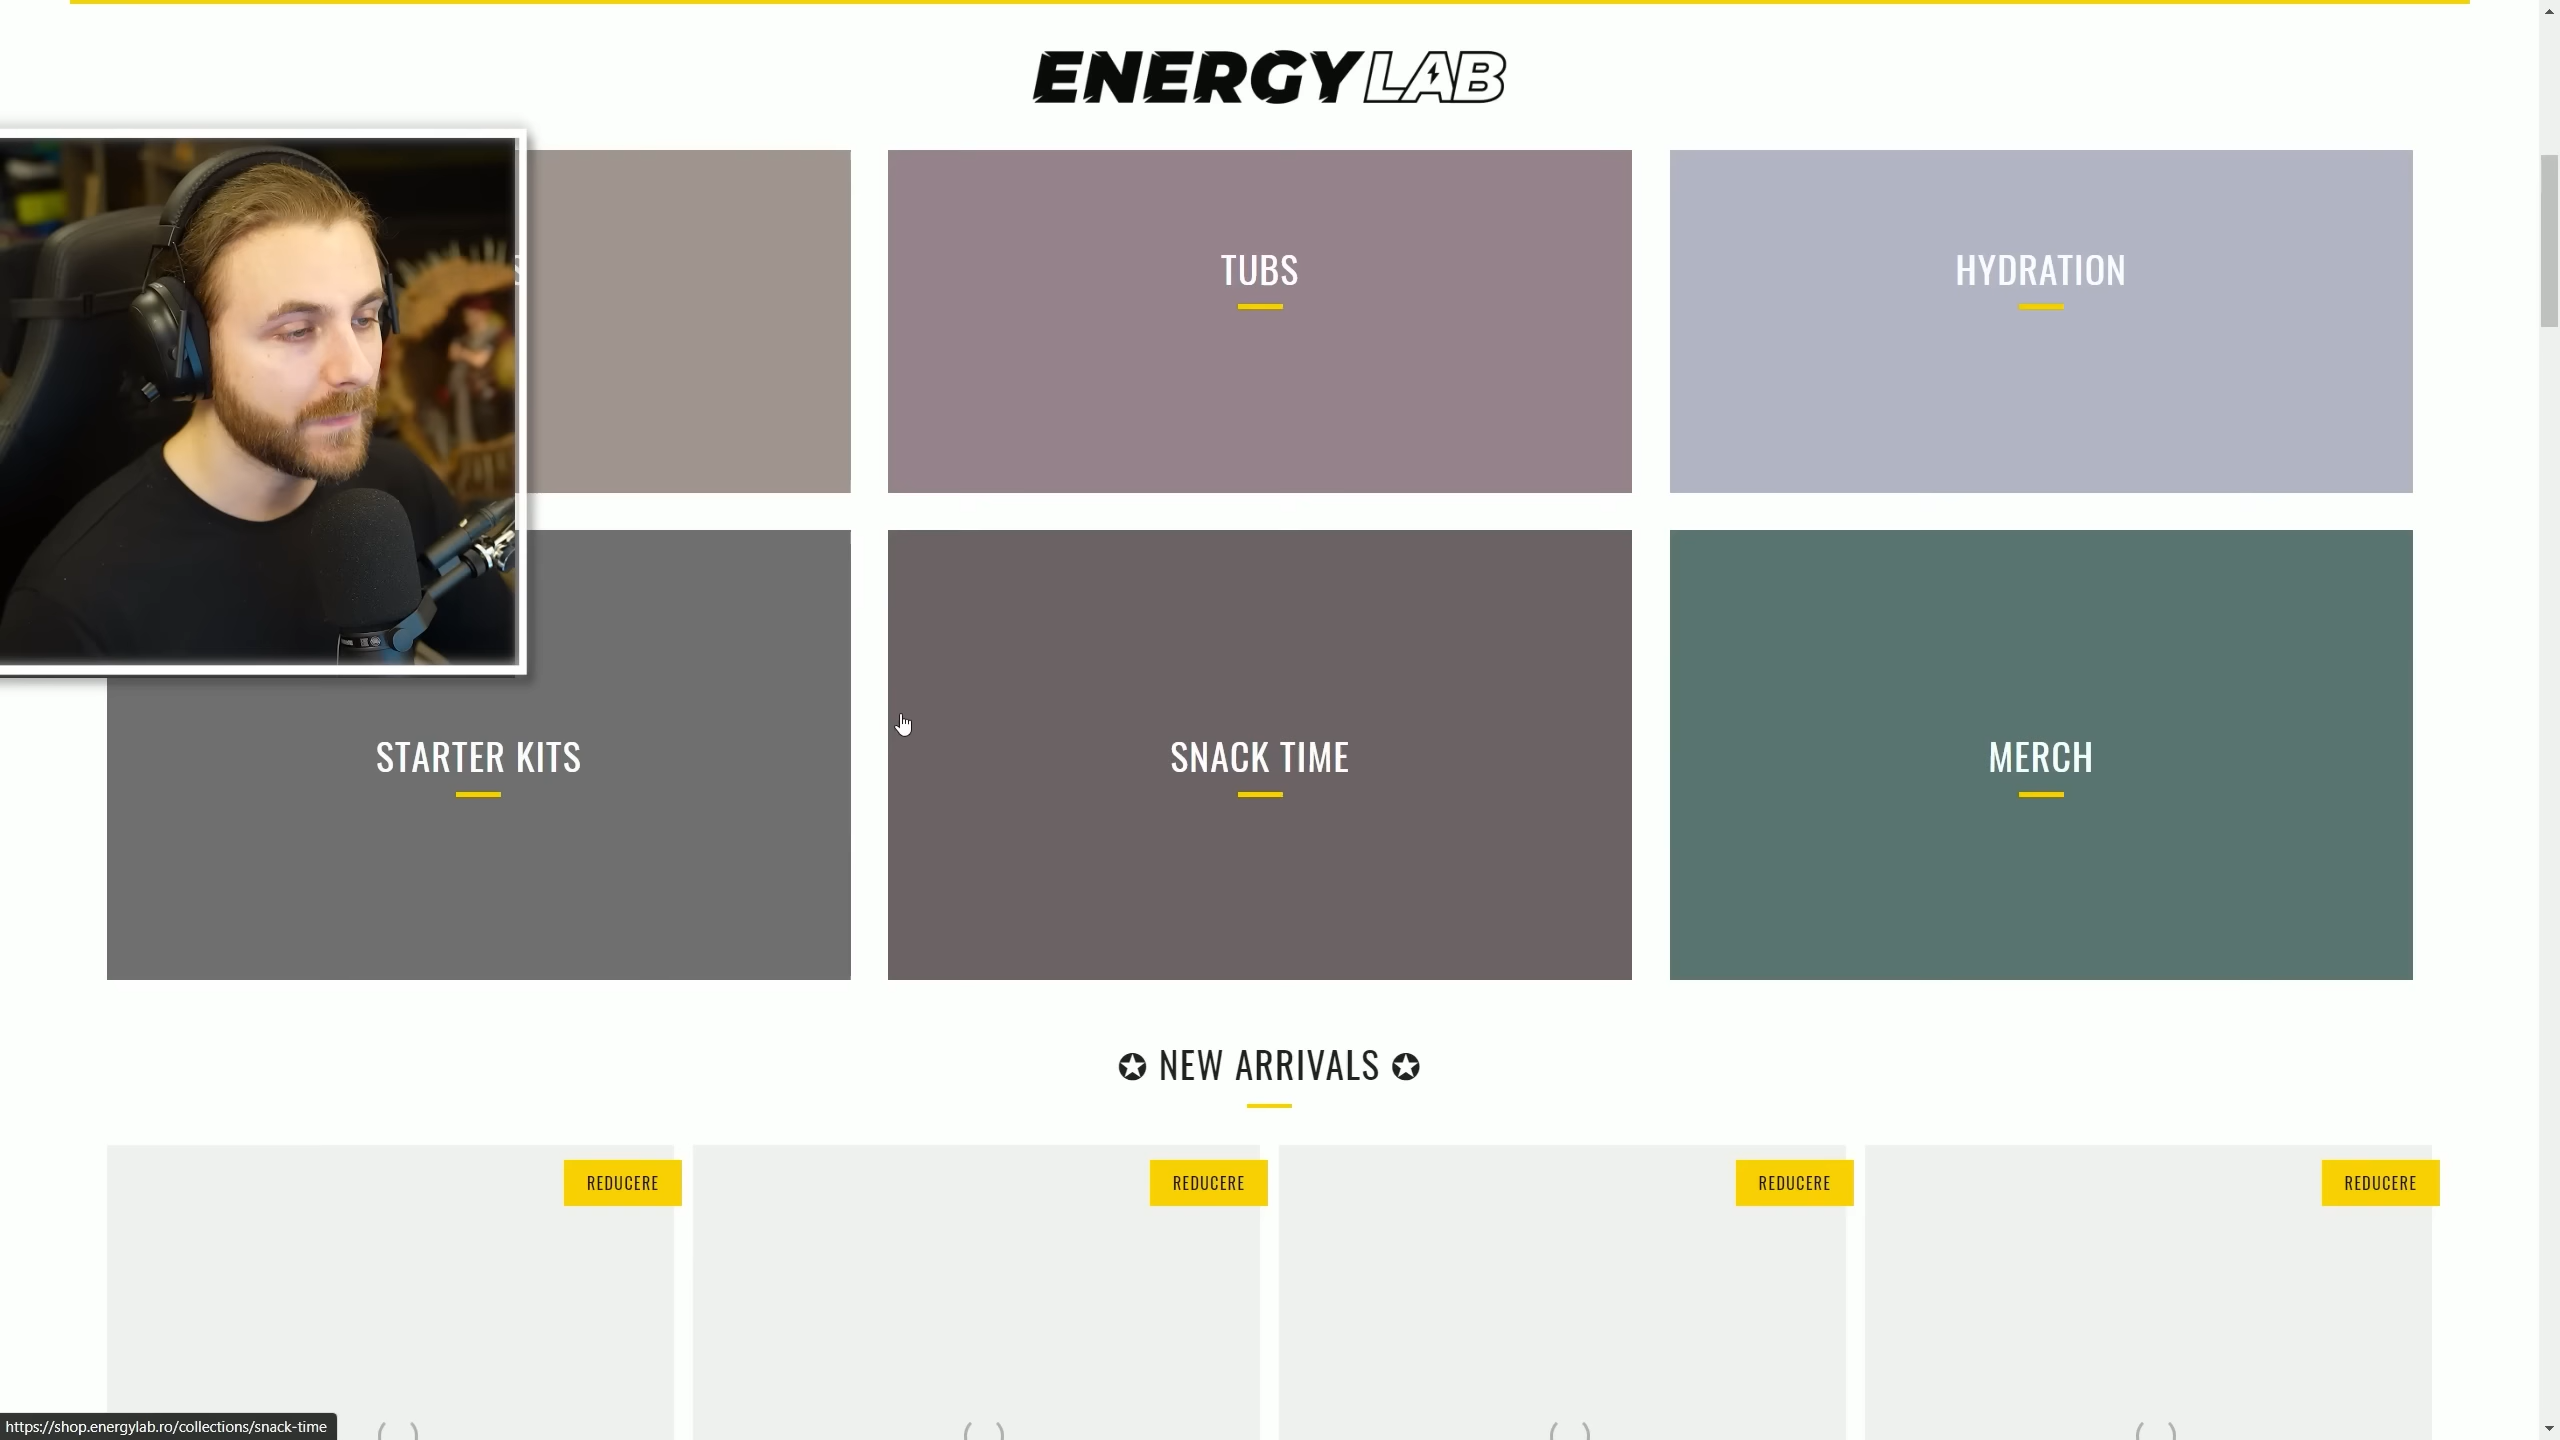 ENERGYLAB
TUBS
HYDRATION
STARTER KITS
SNACK TIME
MERCH
✪ NEW ARRIVALS ✪
REDUCERE
REDUCERE
REDUCERE
REDUCERE
https://shop.energylab.ro/collections/snack-time